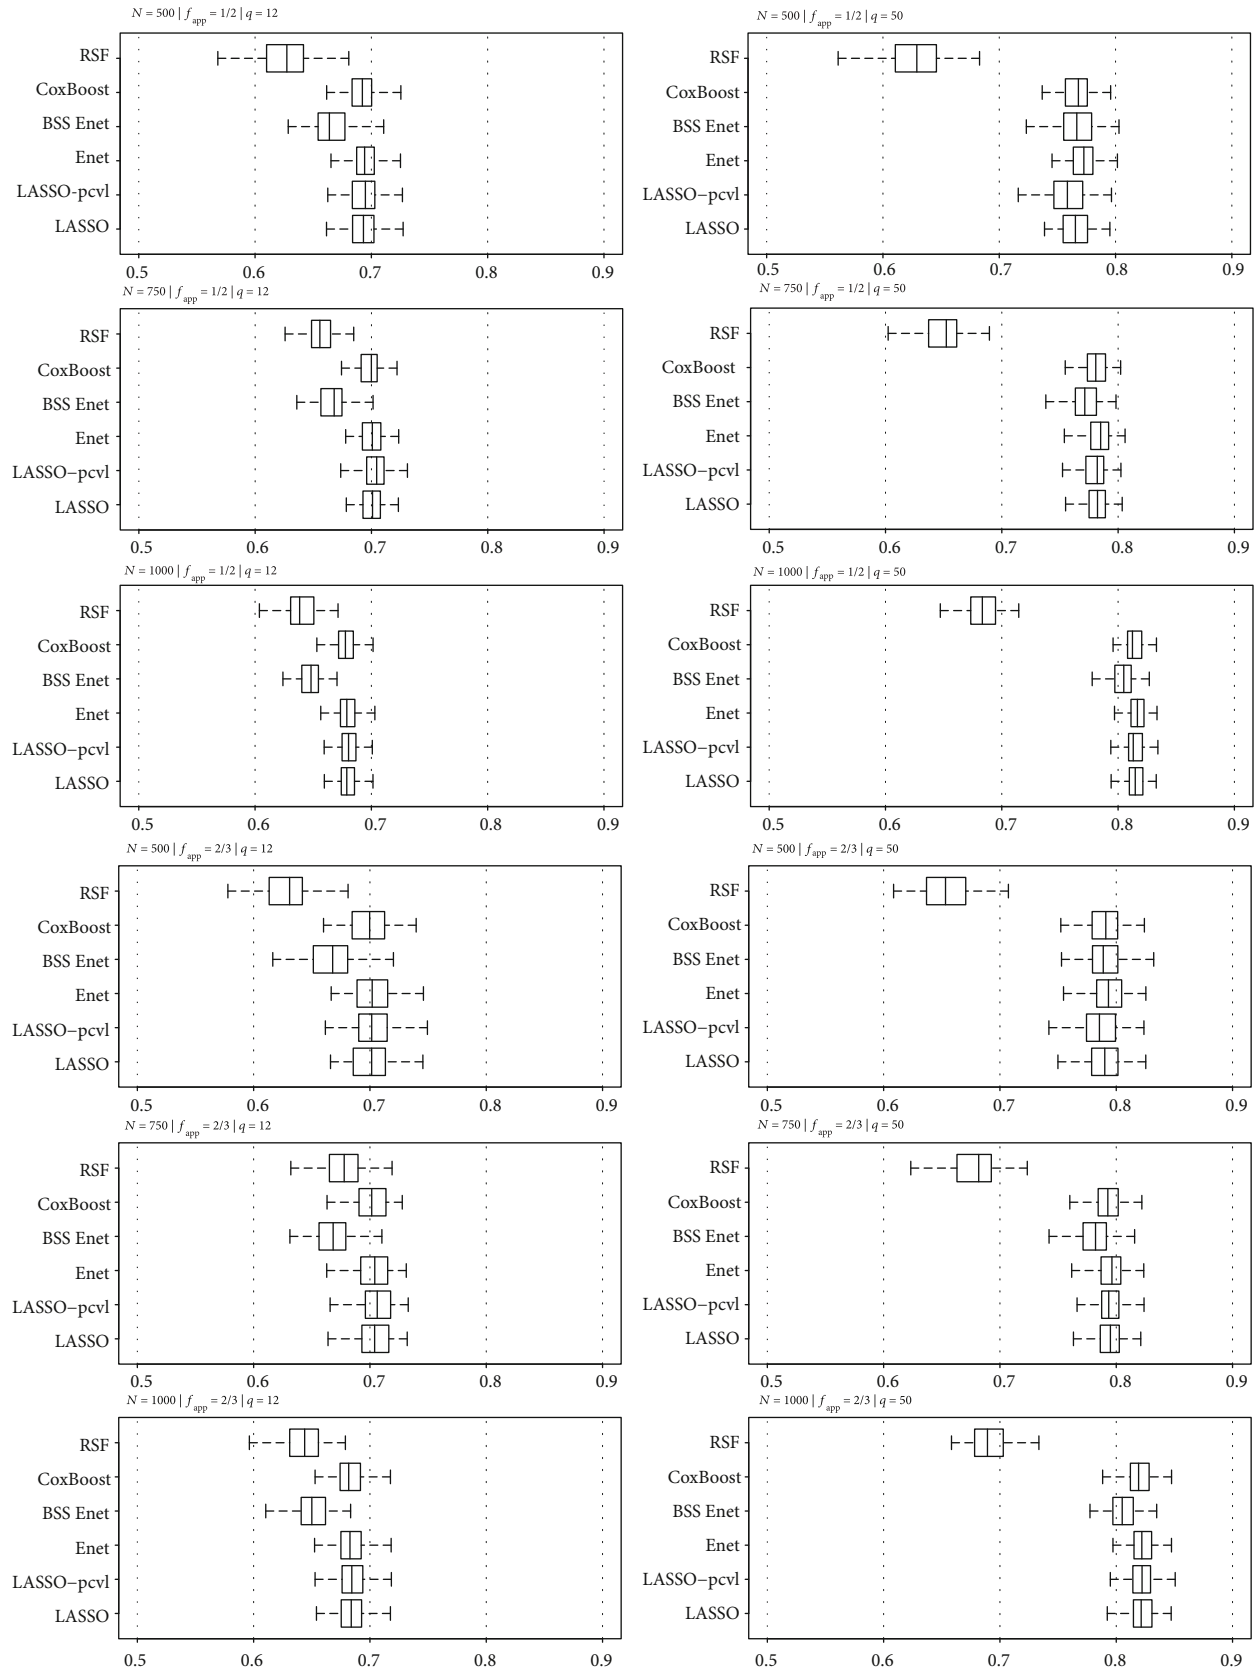 N = 500 | f app = 1/2 | q = 12
RSF
CoxBoost
BSS Enet
Enet
LASSO-pcvl
LASSO
0.5 0.6 0.7 0.8 0.9
N = 500 | f app = 1/2 | q = 50
RSF
CoxBoost
BSS Enet
Enet
LASSO−pcvl
LASSO
0.5 0.6 0.7 0.8 0.9
N = 750 | f app = 1/2 | q = 12
RSF
CoxBoost
BSS Enet
Enet
LASSO−pcvl
LASSO
0.5 0.6 0.7 0.8 0.9
N = 750 | f app = 1/2 | q = 50
RSF
CoxBoost
BSS Enet
Enet
LASSO−pcvl
LASSO
0.5 0.6 0.7 0.8 0.9
N = 1000 | f app = 1/2 | q = 12
RSF
CoxBoost
BSS Enet
Enet
LASSO−pcvl
LASSO
0.5 0.6 0.7 0.8 0.9
N = 1000 | f app = 1/2 | q = 50
RSF
CoxBoost
BSS Enet
Enet
LASSO−pcvl
LASSO
0.5 0.6 0.7 0.8 0.9
N = 500 | f app = 2/3 | q = 12
RSF
CoxBoost
BSS Enet
Enet
LASSO−pcvl
LASSO
0.5 0.6 0.7 0.8 0.9
N = 500 | f app = 2/3 | q = 50
RSF
CoxBoost
BSS Enet
Enet
LASSO−pcvl
LASSO
0.5 0.6 0.7 0.8 0.9
N = 750 | f app = 2/3 | q = 12
RSF
CoxBoost
BSS Enet
Enet
LASSO−pcvl
LASSO
0.5 0.6 0.7 0.8 0.9
N = 750 | f app = 2/3 | q = 50
RSF
CoxBoost
BSS Enet
Enet
LASSO−pcvl
LASSO
0.5 0.6 0.7 0.8 0.9
N = 1000 | f app = 2/3 | q = 12
RSF
CoxBoost
BSS Enet
Enet
LASSO−pcvl
LASSO
0.5 0.6 0.7 0.8 0.9
N = 1000 | f app = 2/3 | q = 50
RSF
CoxBoost
BSS Enet
Enet
LASSO−pcvl
LASSO
0.5 0.6 0.7 0.8 0.9